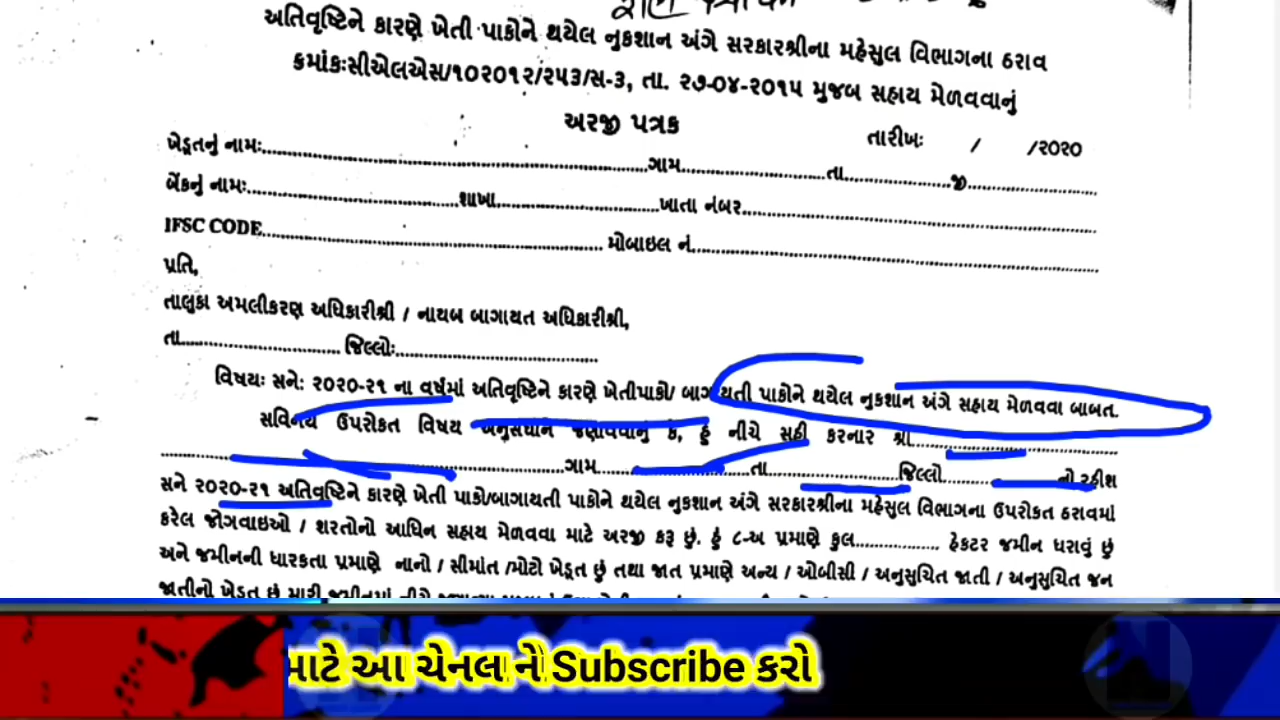 અતિવૃષ્ટિને કારણે ખેતી પાકોને થયેલ નુકશાન અંગે સરકારશ્રીના મહેસુલ વિભાગના ઠરાવ
ક્રમાંકઃસીએલએસ/૧૦૨૦૧૨/૨૫૩/સ-૩, તા. ૨૭-૦૪-૨૦૧૫ મુજબ સહાય મેળવવાનું
અરજી પત્રક
તારીખઃ / /૨૦૨૦
ખેડૂતનું નામઃ ગામ તા જી
બેંકનું નામઃ શાખા ખાતા નંબર
IFSC CODE મોબાઇલ નં
પ્રતિ,
તાલુકા અમલીકરણ અધિકારીશ્રી / નાયબ બાગાયત અધિકારીશ્રી,
તા જિલ્લોઃ
વિષયઃ સનેઃ ૨૦૨૦-૨૧ ના વર્ષમાં અતિવૃષ્ટિને કારણે ખેતીપાકો/ બાગાયતી પાકોને થયેલ નુકશાન અંગે સહાય મેળવવા બાબત.
સવિનય ઉપરોકત વિષય અનુસંધાને જણાવવાનું કે, હું નીચે સહી કરનાર શ્રી
ગામ તા જિલ્લો નો રહીશ
સને ૨૦૨૦-૨૧ અતિવૃષ્ટિને કારણે ખેતી પાકો/બાગાયતી પાકોને થયેલ નુકશાન અંગે સરકારશ્રીના મહેસુલ વિભાગના ઉપરોકત ઠરાવમાં
કરેલ જોગવાઇઓ / શરતોનો આધિન સહાય મેળવવા માટે અરજી કરૂ છું. હું ૮-અ પ્રમાણે કુલ હેકટર જમીન ધરાવું છું
અને જમીનની ધારકતા પ્રમાણે નાનો / સીમાંત /મોટો ખેડૂત છું તથા જાત પ્રમાણે અન્ય / ઓબીસી / અનુસુચિત જાતી / અનુસુચિત જન
જાતીનો ખેડૂત છું મારી જમીનમાં
માટે આ ચેનલ ને Subscribe કરો